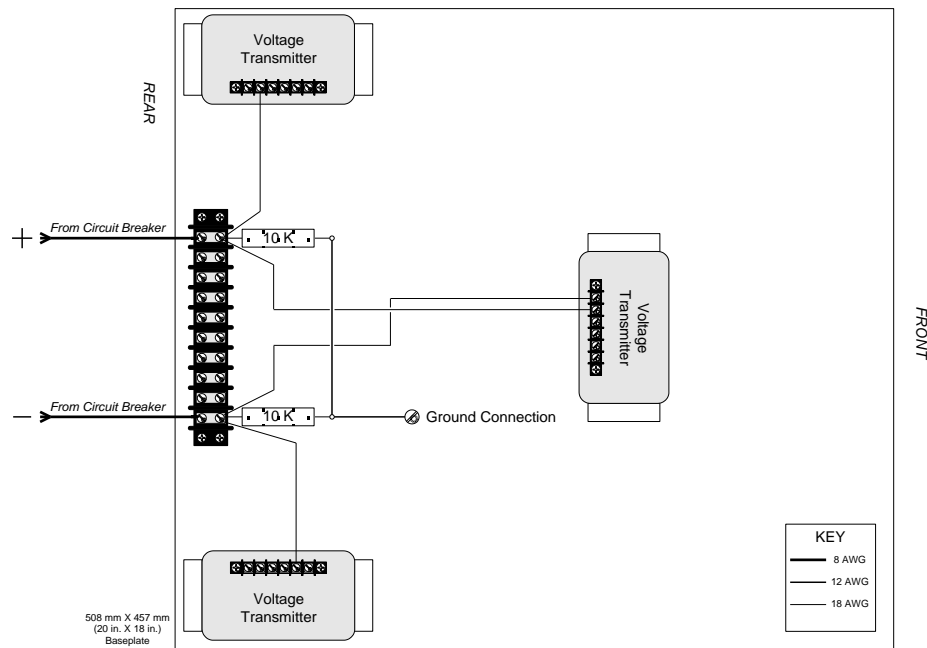 Voltage
Transmitter
REAR
+
From Circuit Breaker
10 K
Voltage
Transmitter
FRONT
–
From Circuit Breaker
10 K
Ground Connection
KEY
8 AWG
12 AWG
18 AWG
Voltage
Transmitter
508 mm X 457 mm
(20 in. X 18 in.)
Baseplate